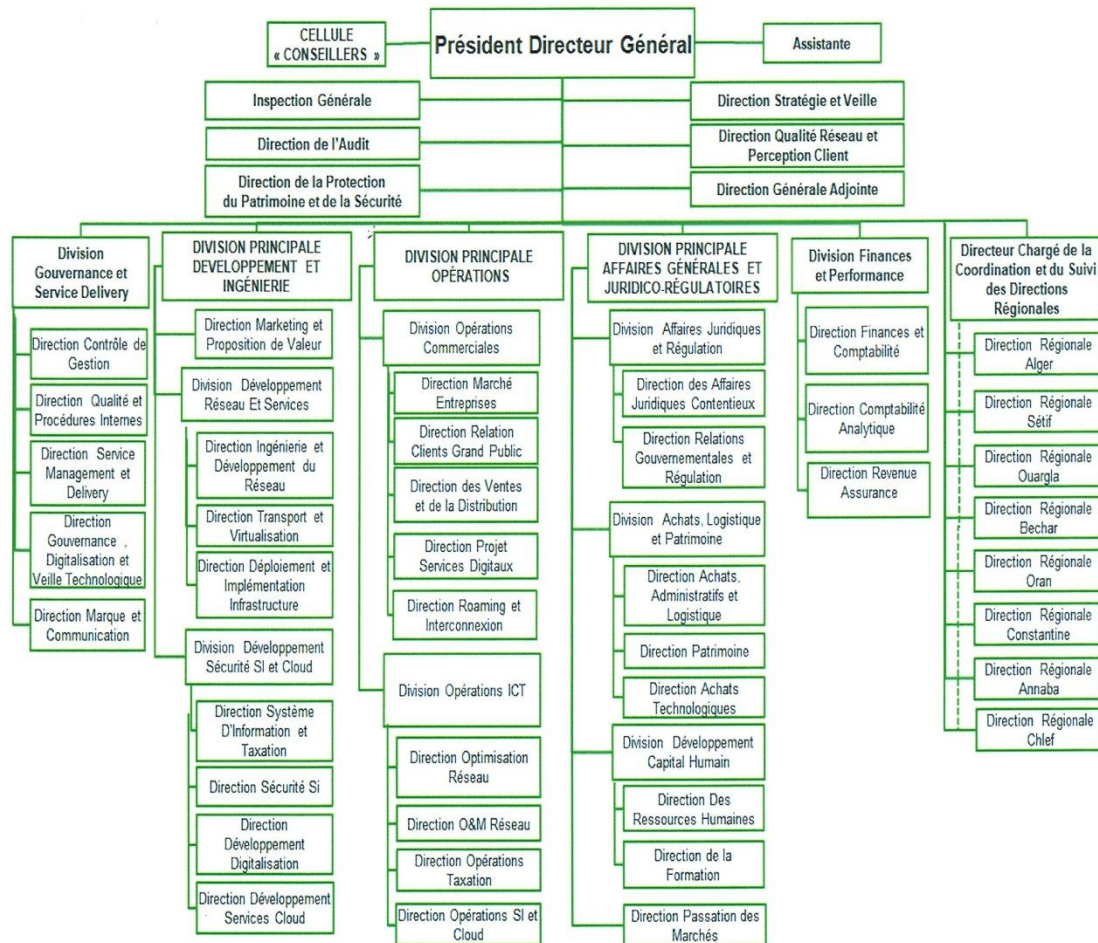 CELLULE
« CONSEILLERS »
Président Directeur Général
Assistante
Inspection Générale
Direction Stratégie et Veille
Direction de l'Audit
Direction Qualité Réseau et
Perception Client
Direction de la Protection
du Patrimoine et de la Sécurité
Direction Générale Adjointe
Division
Gouvernance et
Service Delivery
Direction Contrôle de
Gestion
Direction Qualité et
Procédures Internes
Direction Service
Management et
Delivery
Direction
Gouvernance ,
Digitalisation et
Veille Technologique
Direction Marque et
Communication
DIVISION PRINCIPALE
DEVELOPPEMENT ET
INGÉNIERIE
Direction Marketing et
Proposition de Valeur
Division Développement
Réseau Et Services
Direction Ingénierie et
Développement du
Réseau
Direction Transport et
Virtualisation
Direction Déploiement et
Implémentation
Infrastructure
Division Développement
Sécurité SI et Cloud
Direction Système
D'Information et
Taxation
Direction Sécurité Si
Direction
Développement
Digitalisation
Direction Développement
Services Cloud
DIVISION PRINCIPALE
OPÉRATIONS
Division Opérations
Commerciales
Direction Marché
Entreprises
Direction Relation
Clients Grand Public
Direction des Ventes
et de la Distribution
Direction Projet
Services Digitaux
Direction Roaming et
Interconnexion
Division Opérations ICT
Direction Optimisation
Réseau
Direction O&M Réseau
Direction Opérations
Taxation
Direction Opérations SI et
Cloud
DIVISION PRINCIPALE
AFFAIRES GÉNÉRALES ET
JURIDICO-RÉGULATOIRES
Division Affaires Juridiques
et Régulation
Direction des Affaires
Juridiques Contentieux
Direction Relations
Gouvernementales et
Régulation
Division Achats, Logistique
et Patrimoine
Direction Achats,
Administratifs et
Logistique
Direction Patrimoine
Direction Achats
Technologiques
Division Développement
Capital Humain
Direction Des
Ressources Humaines
Direction de la
Formation
Direction Passation des
Marchés
Division Finances
et Performance
Direction Finances et
Comptabilité
Direction Comptabilité
Analytique
Direction Revenue
Assurance
Directeur Chargé de la
Coordination et du Suivi
des Directions
Régionales
Direction Régionale
Alger
Direction Régionale
Sétif
Direction Régionale
Ouargla
Direction Régionale
Bechar
Direction Régionale
Oran
Direction Régionale
Constantine
Direction Régionale
Annaba
Direction Régionale
Chlef